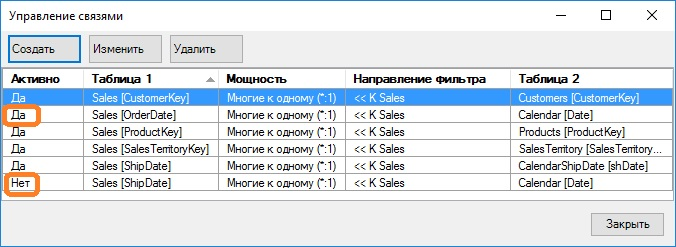 Управление связями
Создать Изменить Удалить
Активно Таблица 1 Мощность Направление фильтра Таблица 2
Да Sales [CustomerKey] Многие к одному (*:1) << К Sales Customers [CustomerKey]
Да Sales [OrderDate] Многие к одному (*:1) << К Sales Calendar [Date]
Да Sales [ProductKey] Многие к одному (*:1) << К Sales Products [ProductKey]
Да Sales [SalesTerritoryKey] Многие к одному (*:1) << К Sales SalesTerritory [SalesTerritory...
Да Sales [ShipDate] Многие к одному (*:1) << К Sales CalendarShipDate [shDate]
Нет Sales [ShipDate] Многие к одному (*:1) << К Sales Calendar [Date]
Закрыть